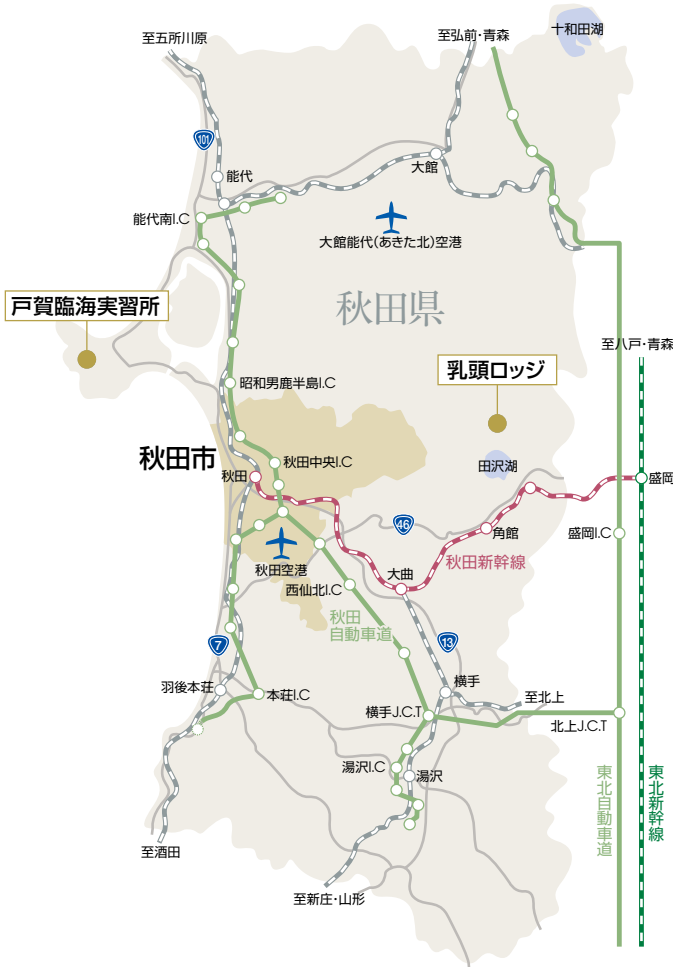 至五所川原
至弘前・青森
十和田湖
101
能代
大館
能代南I.C
大館能代(あきた北)空港
戸賀臨海実習所
秋田県
至八戸・青森
昭和男鹿半島I.C
乳頭ロッジ
秋田市
秋田中央I.C
秋田
田沢湖
盛岡
46
角館
盛岡I.C
秋田空港
秋田新幹線
大曲
西仙北I.C
秋田
自動車道
7
13
羽後本荘
本荘I.C
横手
至北上
横手J.C.T
北上J.C.T
湯沢I.C
湯沢
東北自動車道
東北新幹線
至酒田
至新庄・山形